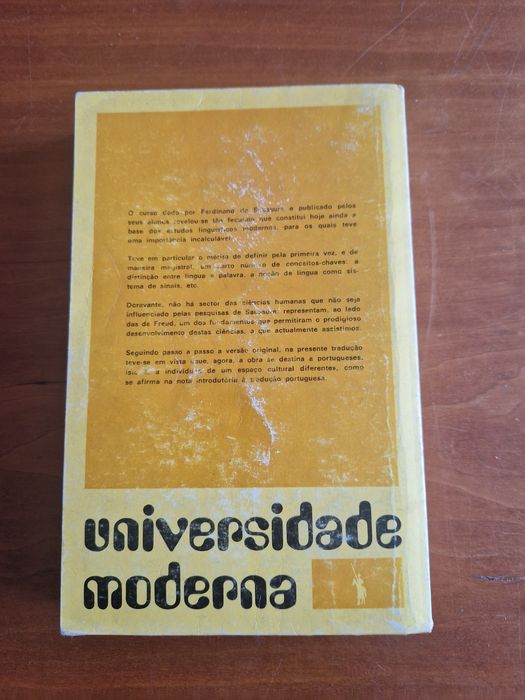 O curso dado por Ferdinand de Saussure e publicado pelos
seus alunos revelou-se tão fecundo que constitui hoje ainda a
base dos estudos linguísticos modernos, para os quais teve
uma importância incalculável.
Teve em particular o mérito de definir pela primeira vez, e de
maneira magistral, um certo número de conceitos-chaves: a
distinção entre língua e palavra, a noção de língua como sis-
tema de sinais, etc.
Doravante, não há sector das ciências humanas que não seja
influenciado pelas pesquisas de Saussure: representam, ao lado
das de Freud, um dos fundamentos que permitiram o prodigioso
desenvolvimento destas ciências, a que actualmente assistimos.
Seguindo passo a passo a versão original, na presente tradução
teve-se em vista que, agora, a obra se destina a portugueses,
isto é a indivíduos de um espaço cultural diferentes, como
se afirma na nota introdutória à tradução portuguesa.
universidade
moderna